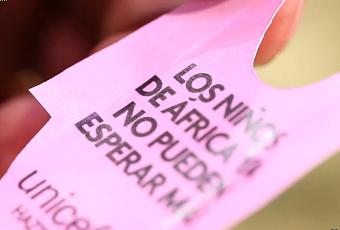 LOS NIÑOS
DE ÁFRICA
NO PUEDEN
ESPERAR
unicef